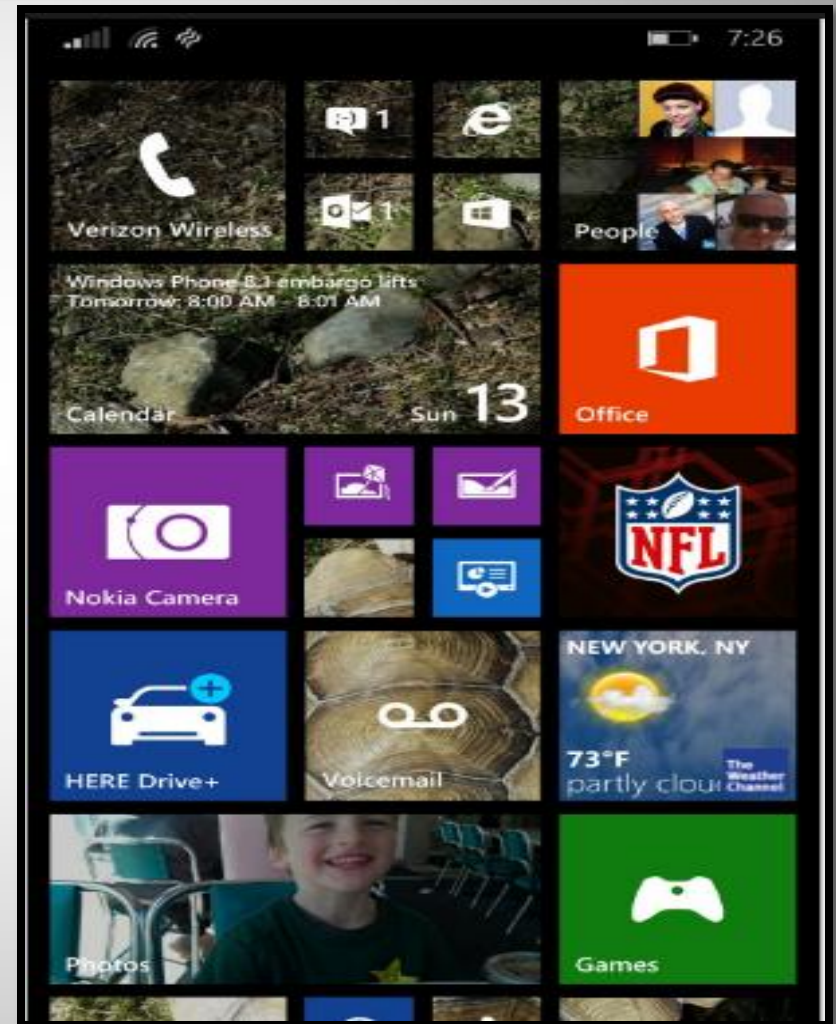 7:26
Verizon Wireless
1
1
People
Windows Phone 8.1 embargo lifts
Tomorrow: 8:00 AM - 8:01 AM
Calendar
Sun 13
Office
Nokia Camera
NFL
HERE Drive+
Voicemail
NEW YORK, NY
73°F
partly clou
The
Weather
Channel
Photos
Games